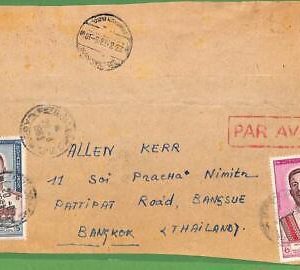 PAR AV
ALLEN KERR
11 Soi Pracha Nimitr
PATTIPAT ROAD, BANGSUE
BANGKOK (THAILAND).